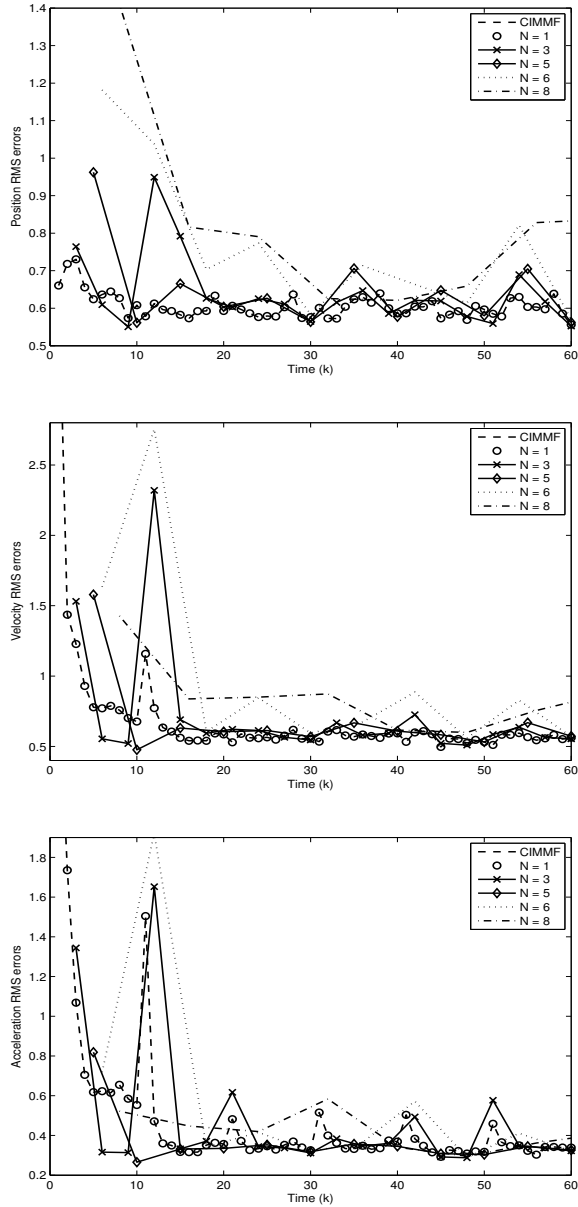 1.4
1.3
1.2
1.1
1
0.9
0.8
0.7
0.6
0.5
Position RMS errors
0 10 20 30 40 50 60
Time (k)
CIMMF
N = 1
N = 3
N = 5
N = 6
N = 8
2.5
2
1.5
1
0.5
Velocity RMS errors
0 10 20 30 40 50 60
Time (k)
CIMMF
N = 1
N = 3
N = 5
N = 6
N = 8
1.8
1.6
1.4
1.2
1
0.8
0.6
0.4
0.2
Acceleration RMS errors
0 10 20 30 40 50 60
Time (k)
CIMMF
N = 1
N = 3
N = 5
N = 6
N = 8